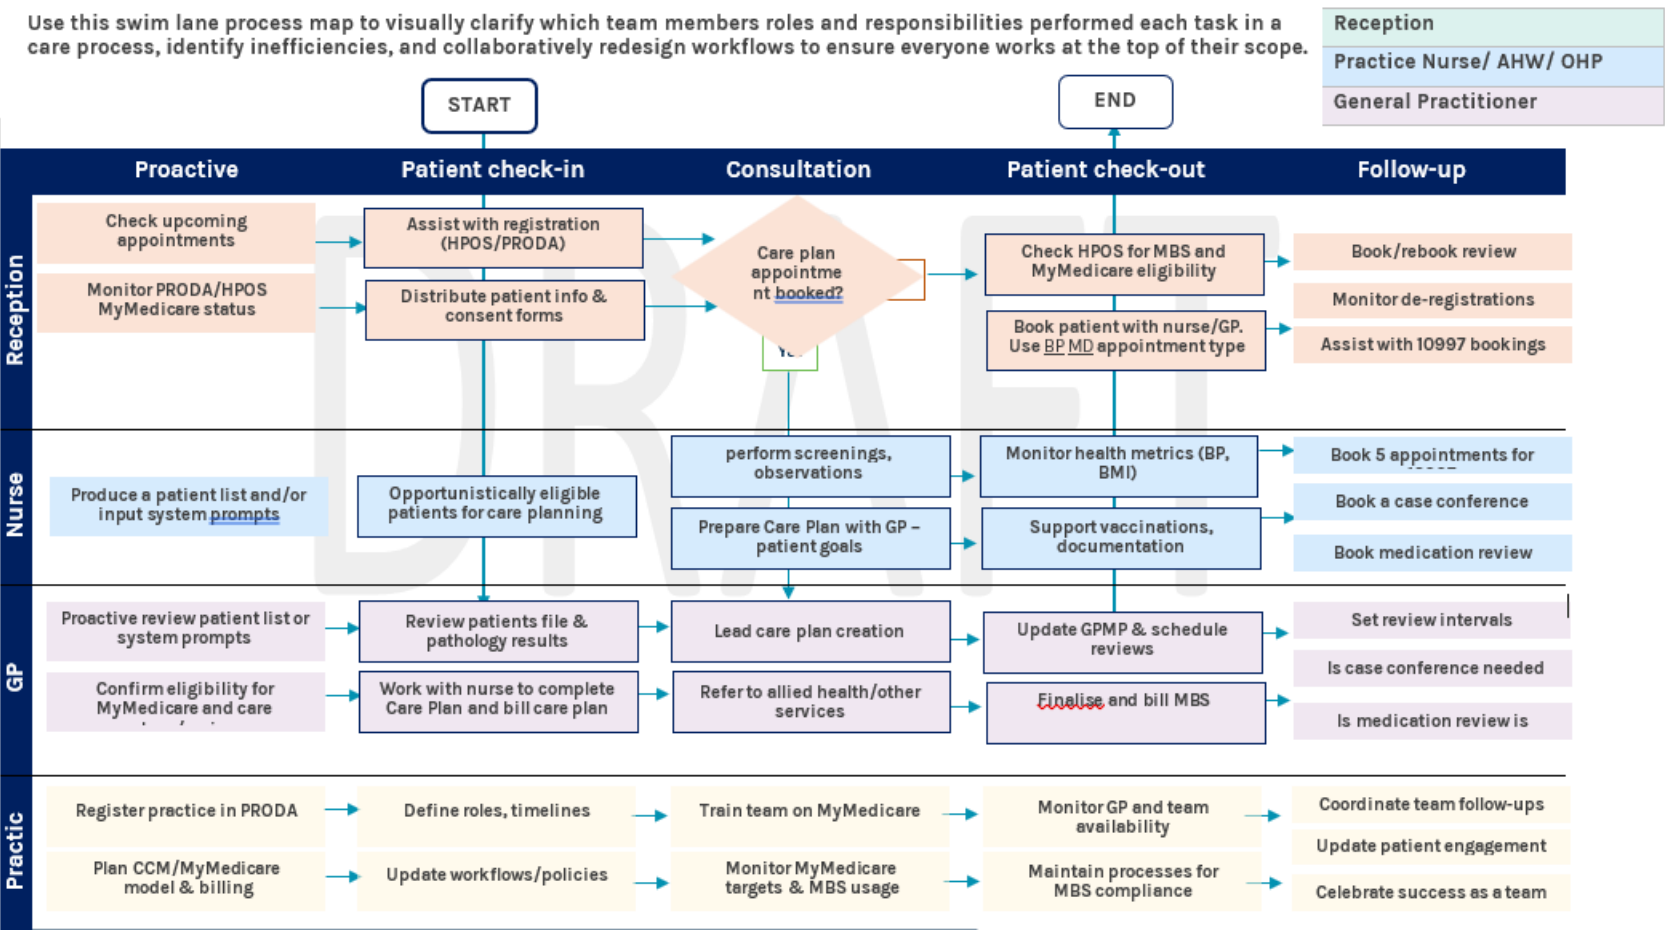 Use this swim lane process map to visually clarify which team members roles and responsibilities performed each task in a
care process, identify inefficiencies, and collaboratively redesign workflows to ensure everyone works at the top of their scope.
Reception
Practice Nurse/ AHW/ OHP
General Practitioner
START
END
Proactive
Patient check-in
Consultation
Patient check-out
Follow-up
DRAFT
Reception
Check upcoming
appointments
Monitor PRODA/HPOS
MyMedicare status
Assist with registration
(HPOS/PRODA)
Distribute patient info &
consent forms
Care plan
appointme
nt booked?
Check HPOS for MBS and
MyMedicare eligibility
Book patient with nurse/GP.
Use BP MD appointment type
Book/rebook review
Monitor de-registrations
Assist with 10997 bookings
Nurse
Produce a patient list and/or
input system prompts
Opportunistically eligible
patients for care planning
perform screenings,
observations
Prepare Care Plan with GP –
patient goals
Monitor health metrics (BP,
BMI)
Support vaccinations,
documentation
Book 5 appointments for
Book a case conference
Book medication review
GP
Proactive review patient list or
system prompts
Confirm eligibility for
MyMedicare and care
Review patients file &
pathology results
Work with nurse to complete
Care Plan and bill care plan
Lead care plan creation
Refer to allied health/other
services
Update GPMP & schedule
reviews
Finalise and bill MBS
Set review intervals
Is case conference needed
Is medication review is
Practic
Register practice in PRODA
Plan CCM/MyMedicare
model & billing
Define roles, timelines
Update workflows/policies
Train team on MyMedicare
Monitor MyMedicare
targets & MBS usage
Monitor GP and team
availability
Maintain processes for
MBS compliance
Coordinate team follow-ups
Update patient engagement
Celebrate success as a team